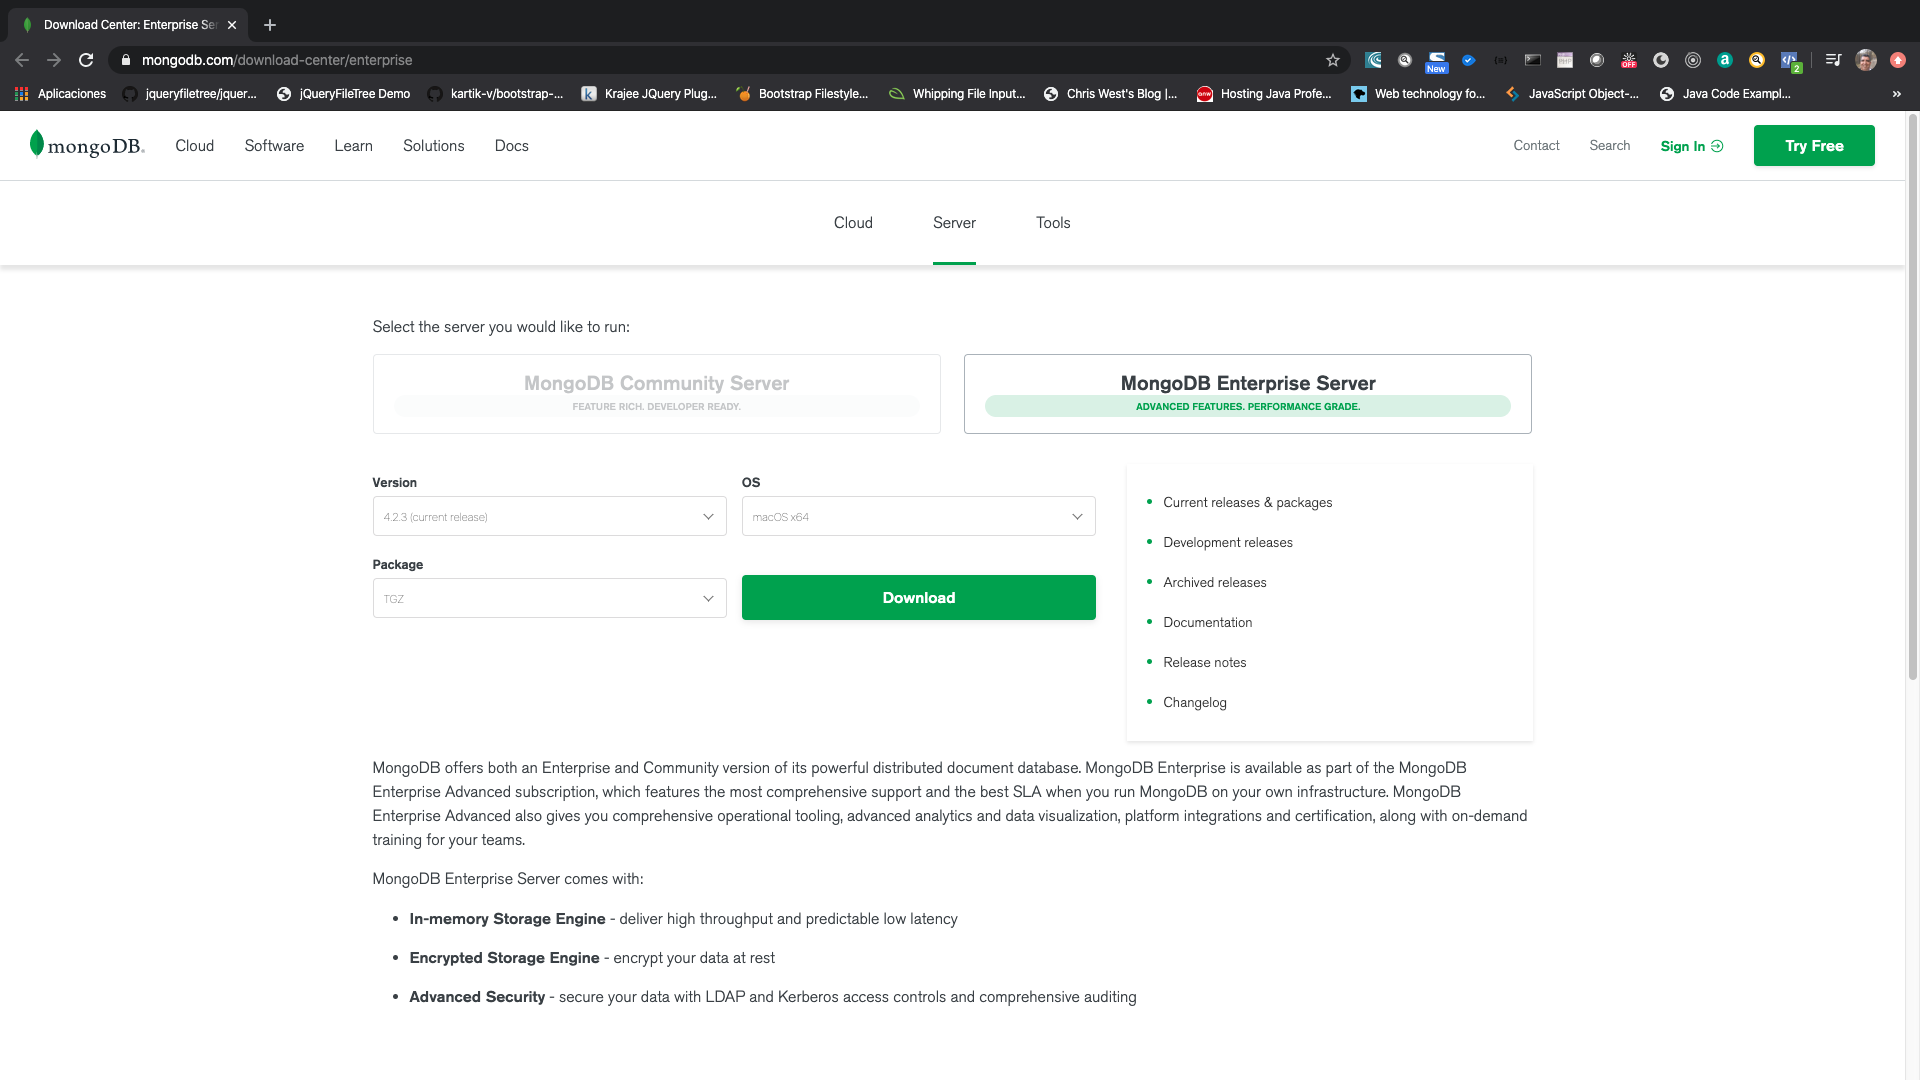 Download Center: Enterprise Ser
mongodb.com/download-center/enterprise
New
OFF
a
2
Aplicaciones
jqueryfiletree/jquer...
jQueryFileTree Demo
kartik-v/bootstrap-...
Krajee JQuery Plug...
Bootstrap Filestyle...
Whipping File Input...
Chris West's Blog |...
Hosting Java Profe...
Web technology fo...
JavaScript Object-...
Java Code Exampl...
»
mongoDB.
Cloud
Software
Learn
Solutions
Docs
Contact
Search
Sign In
Try Free
Cloud
Server
Tools
Select the server you would like to run:
MongoDB Community Server
FEATURE RICH. DEVELOPER READY.
MongoDB Enterprise Server
ADVANCED FEATURES. PERFORMANCE GRADE.
Version
4.2.3 (current release)
OS
macOS x64
Package
TGZ
Download
Current releases & packages
Development releases
Archived releases
Documentation
Release notes
Changelog
MongoDB offers both an Enterprise and Community version of its powerful distributed document database. MongoDB Enterprise is available as part of the MongoDB
Enterprise Advanced subscription, which features the most comprehensive support and the best SLA when you run MongoDB on your own infrastructure. MongoDB
Enterprise Advanced also gives you comprehensive operational tooling, advanced analytics and data visualization, platform integrations and certification, along with on-demand
training for your teams.
MongoDB Enterprise Server comes with:
• In-memory Storage Engine - deliver high throughput and predictable low latency
• Encrypted Storage Engine - encrypt your data at rest
• Advanced Security - secure your data with LDAP and Kerberos access controls and comprehensive auditing